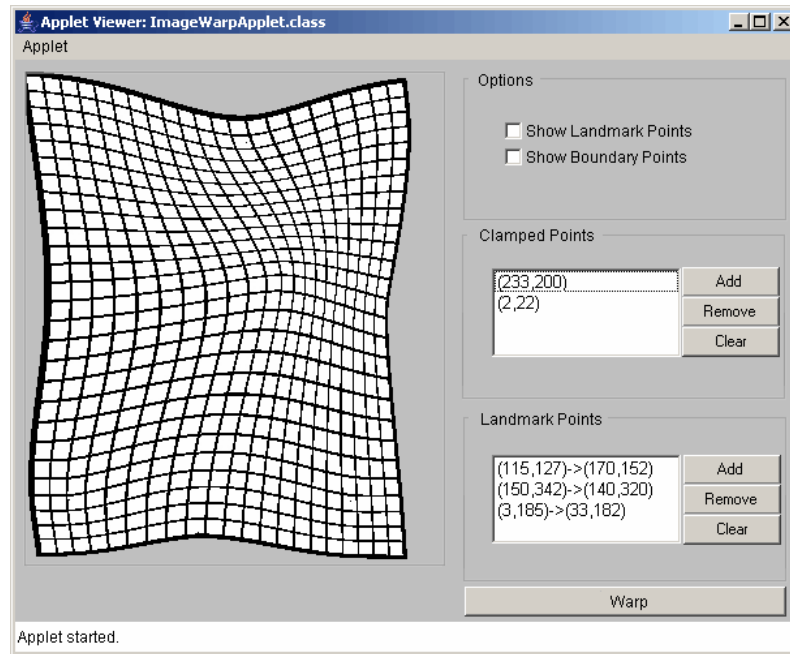 Applet Viewer: ImageWarpApplet.class
Applet
Options
Show Landmark Points
Show Boundary Points
Clamped Points
(233,200)
(2,22)
Add
Remove
Clear
Landmark Points
(115,127)->(170,152)
(150,342)->(140,320)
(3,185)->(33,182)
Add
Remove
Clear
Warp
Applet started.